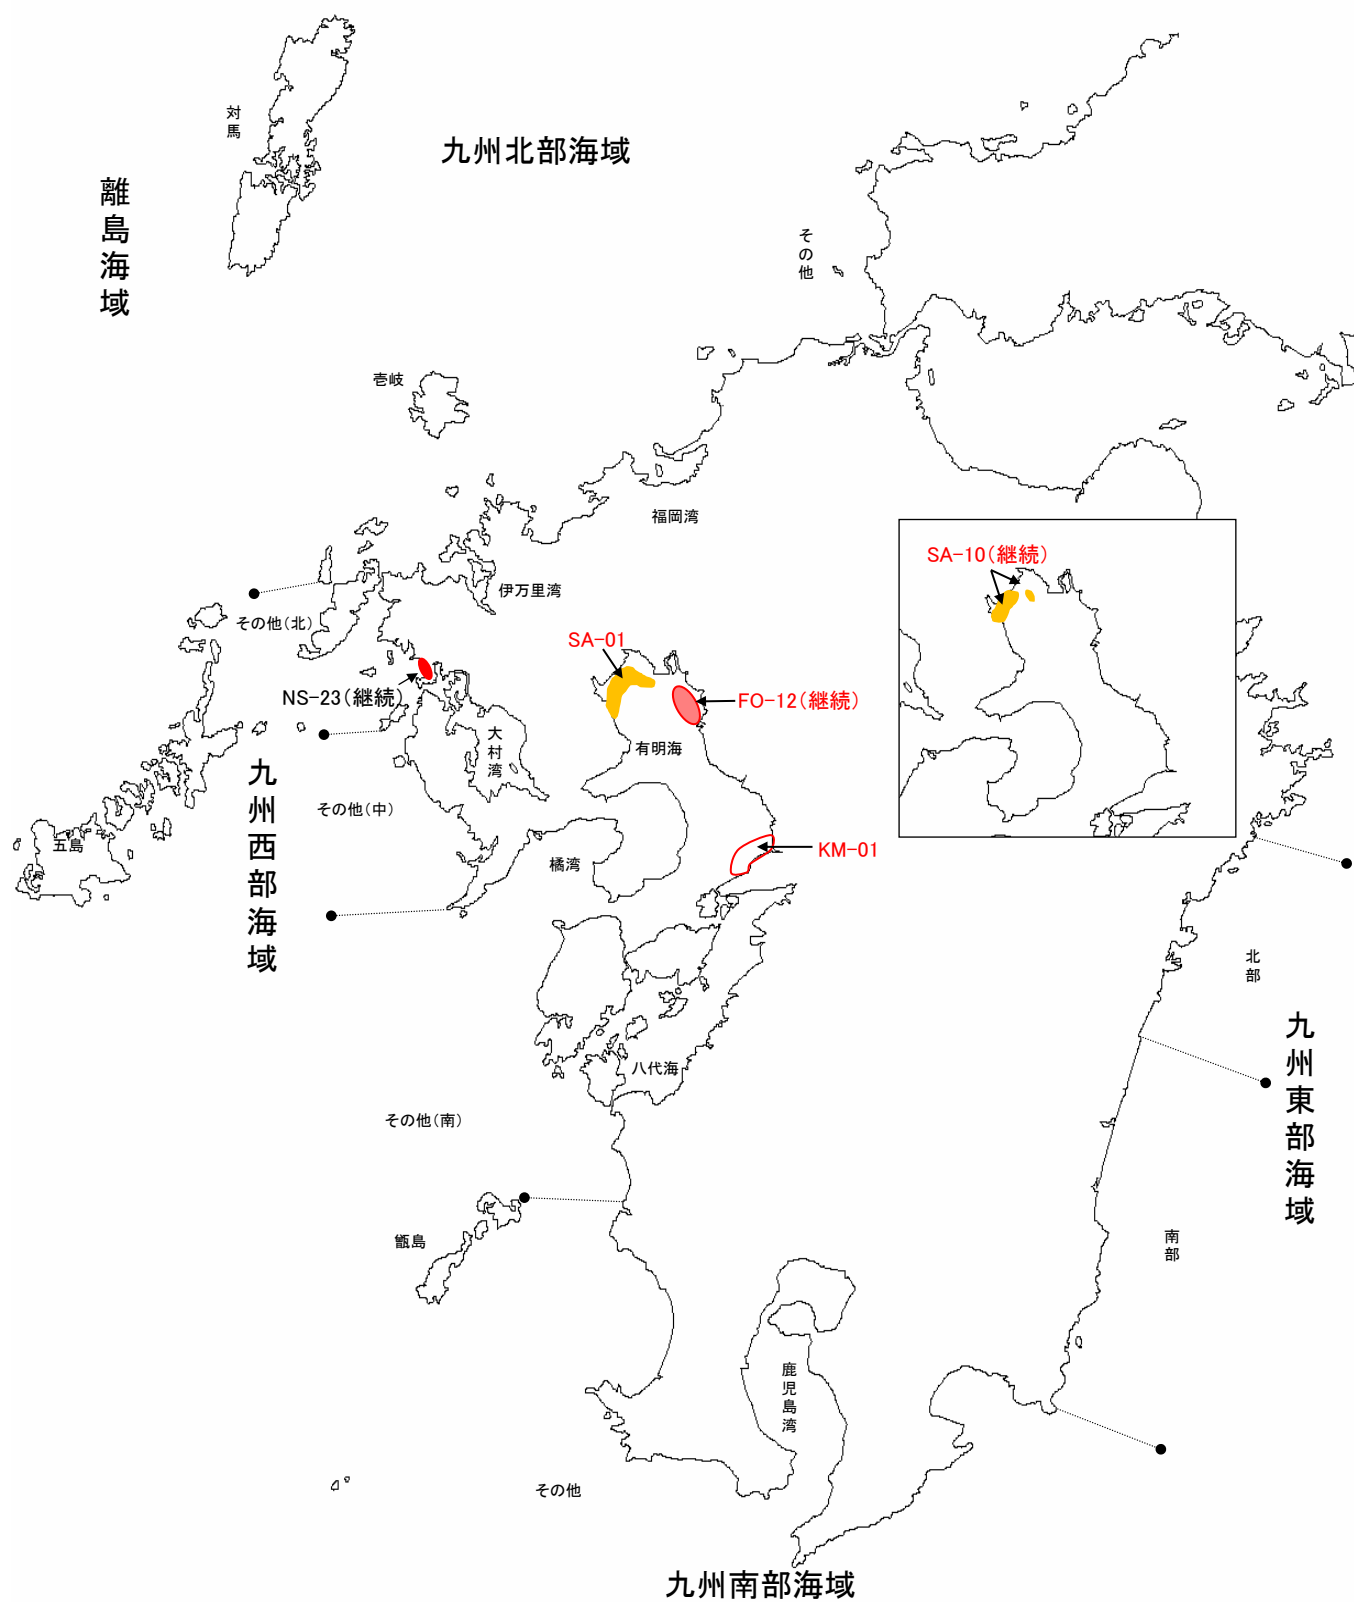 対馬
九州北部海域
離島海域
その他
壱岐
福岡湾
伊万里湾
その他(北)
SA-10(継続)
SA-01
NS-23(継続)
FO-12(継続)
大村湾
有明海
九州西部海域
その他(中)
五島
橘湾
KM-01
北部
九州東部海域
八代海
その他(南)
甑島
南部
鹿児島湾
その他
九州南部海域